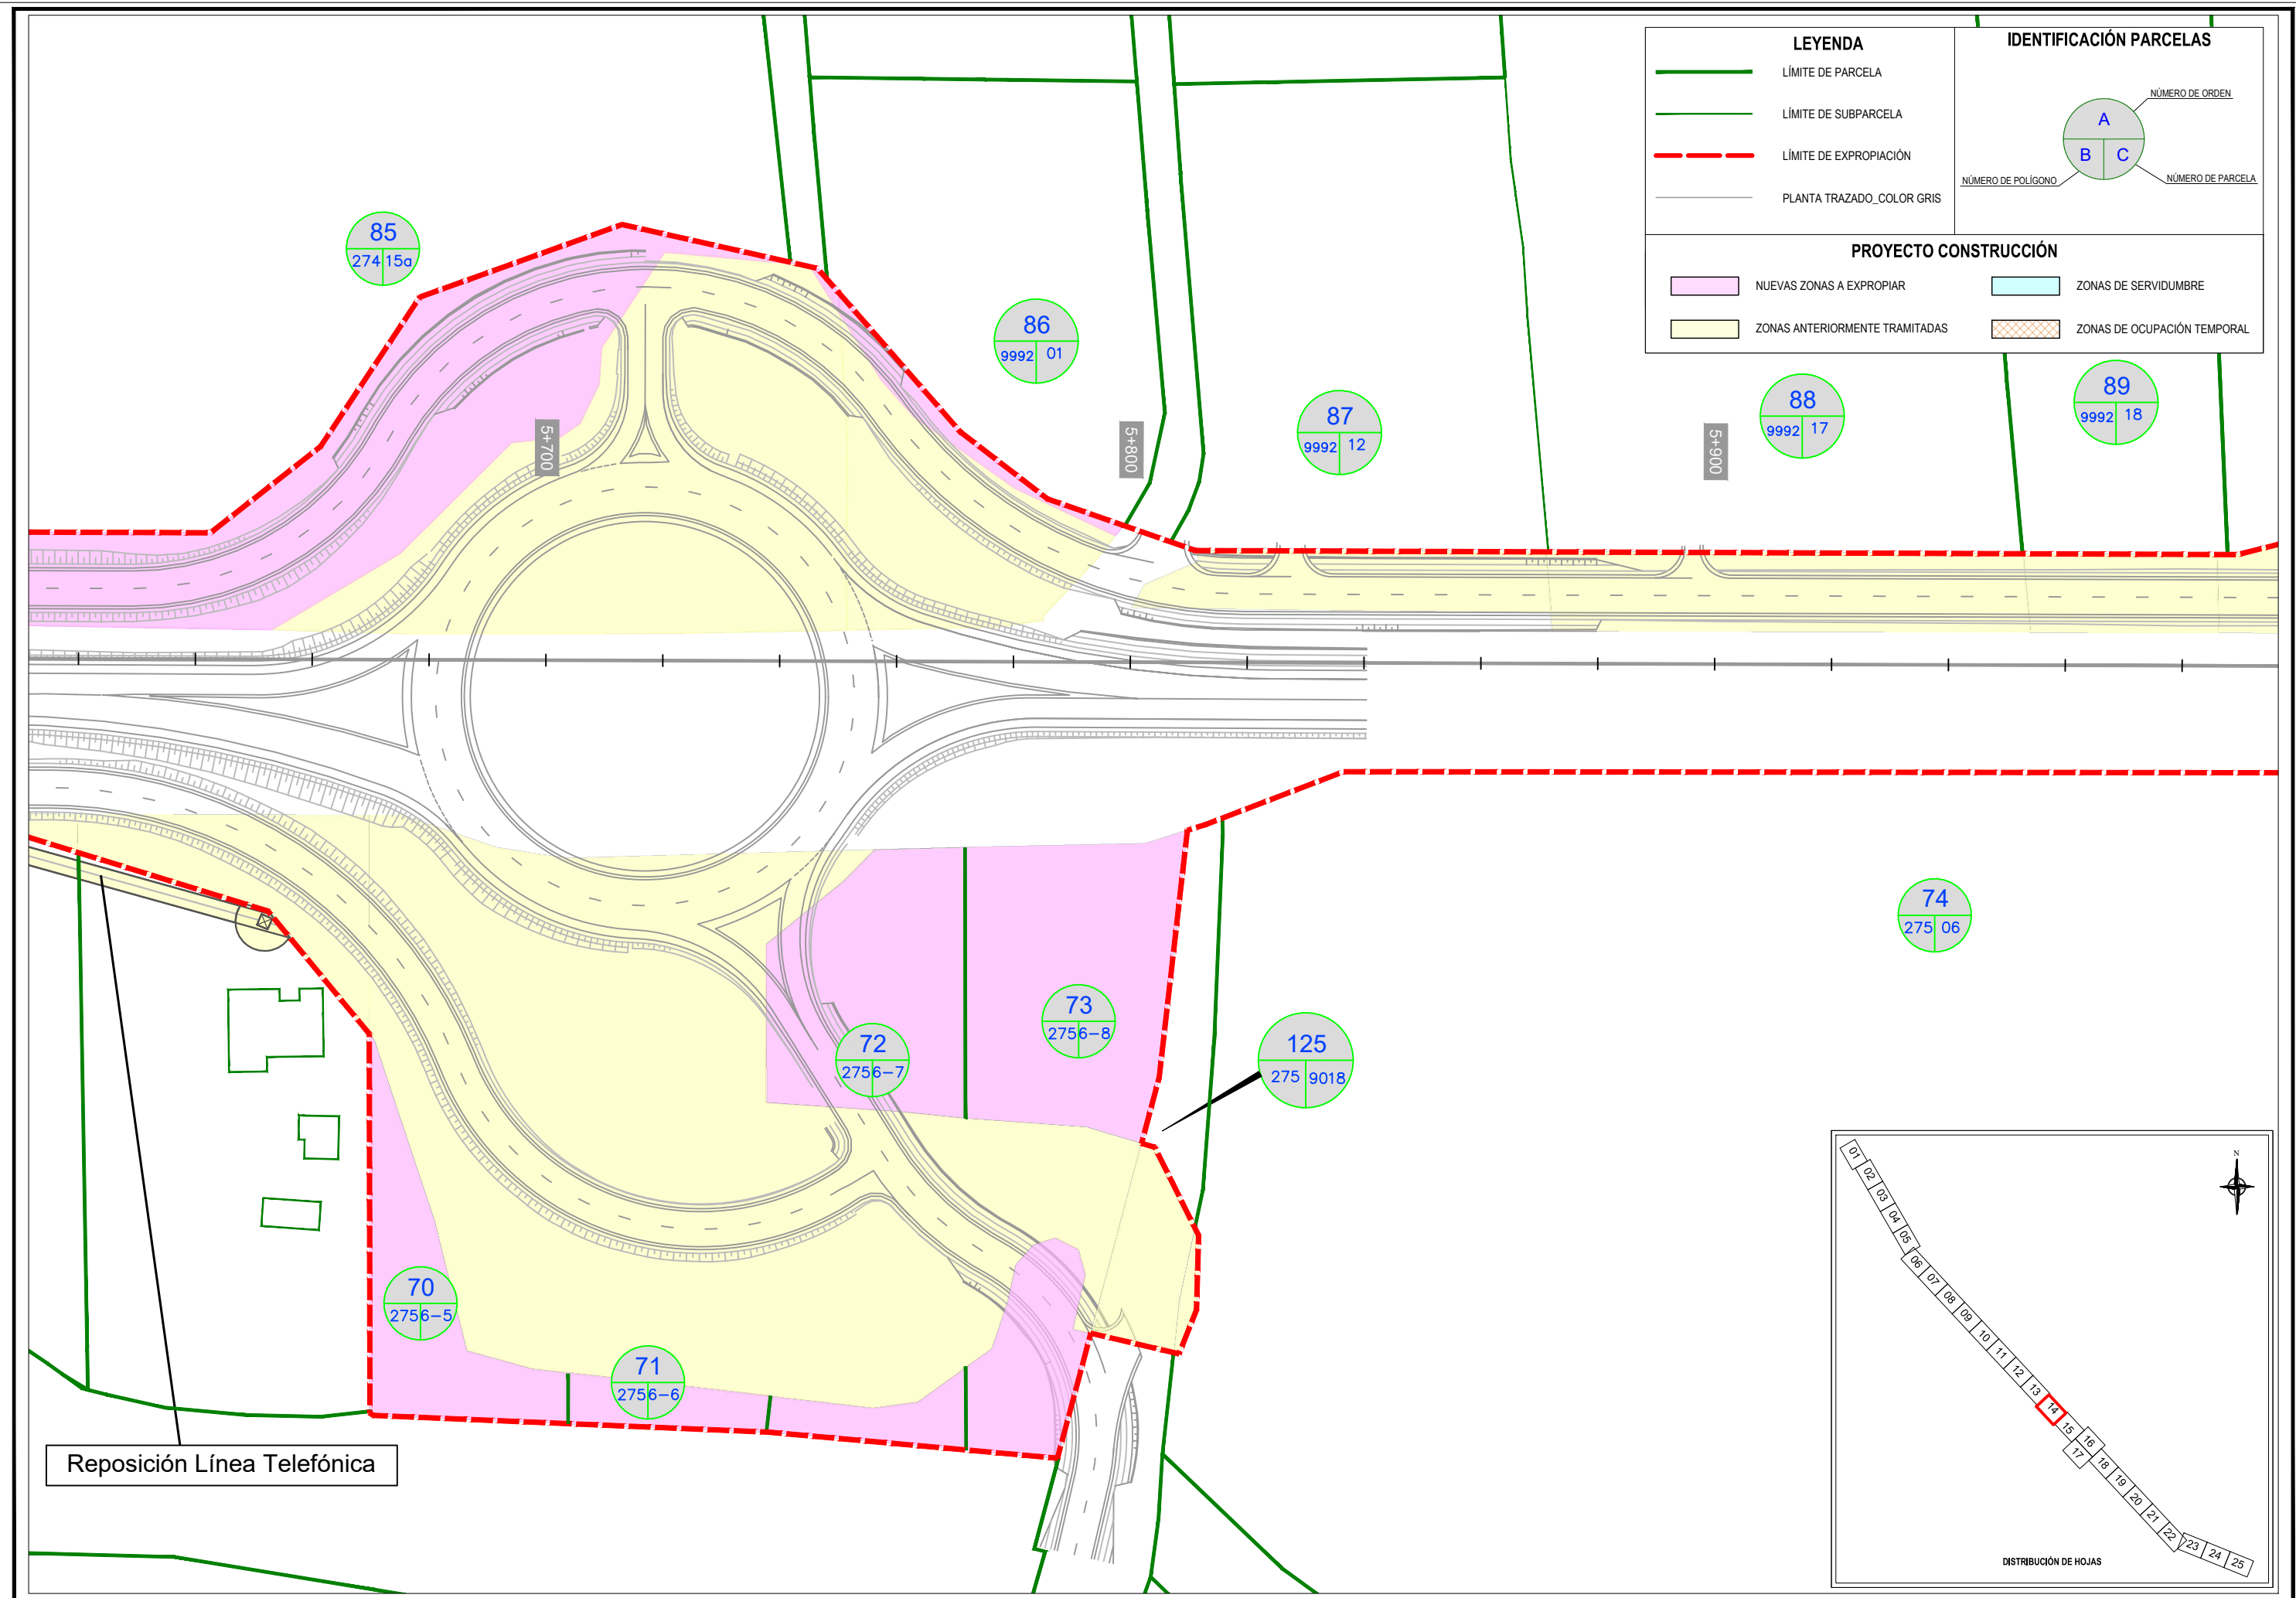 LEYENDA
LÍMITE DE PARCELA
LÍMITE DE SUBPARCELA
LÍMITE DE EXPROPIACIÓN
PLANTA TRAZADO_COLOR GRIS
IDENTIFICACIÓN PARCELAS
NÚMERO DE ORDEN
A
B C
NÚMERO DE POLÍGONO
NÚMERO DE PARCELA
PROYECTO CONSTRUCCIÓN
NUEVAS ZONAS A EXPROPIAR
ZONAS DE SERVIDUMBRE
ZONAS ANTERIORMENTE TRAMITADAS
ZONAS DE OCUPACIÓN TEMPORAL
85
274 15a
86
9992 01
87
9992 12
88
9992 17
89
9992 18
5+700
5+800
5+900
74
275 06
73
2756-8
72
2756-7
125
275 9018
70
2756-5
71
2756-6
Reposición Línea Telefónica
N
01
02
03
04
05
06
07
08
09
10
11
12
13
14
15
16
17
18
19
20
21
22
23
24
25
DISTRIBUCIÓN DE HOJAS